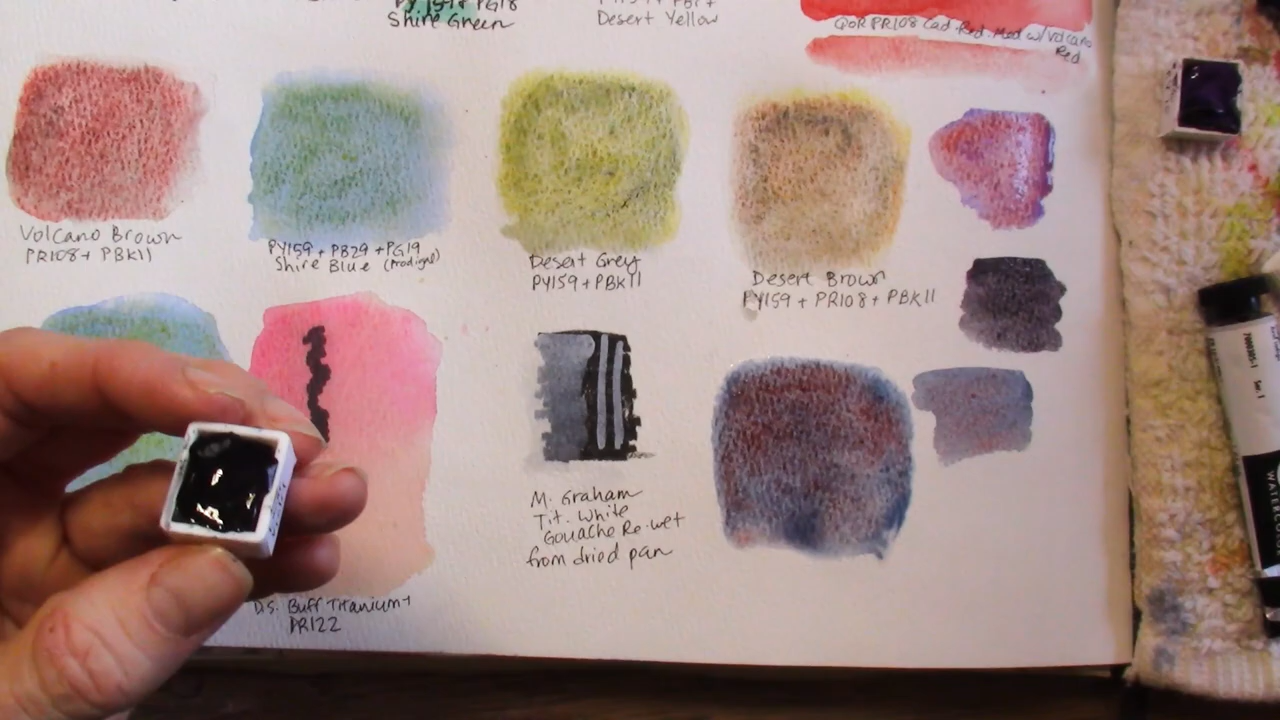 Shire Green
Desert Yellow
QoR PR108 Cad. Red. Med w/Volcano
Red
Volcano Brown
PR108+ PBK11
PY159 + PB29 + PG19
Shire Blue (Prodigal)
Desert Grey
PY159 + PBK11
Desert Brown
PY159 + PR108 + PBK11
M. Graham
Tit. White
Gouache Re-wet
from dried pan
D.S. Buff Titanium +
PR122